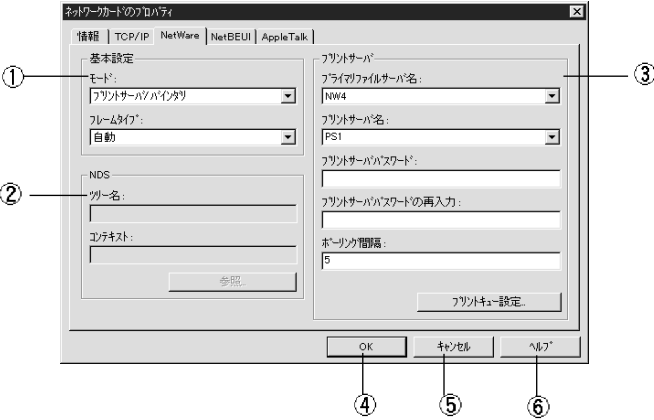 ネットワークカードのプロパティ
情報 TCP/IP NetWare NetBEUI AppleTalk
基本設定
① モード:
プリントサーバ/バインダリ
フレームタイプ:
自動
② NDS
ツリー名:
コンテキスト:
参照..
③ プリントサーバ
プライマリファイルサーバ名:
NW4
プリントサーバ名:
PS1
プリントサーバパスワード:
プリントサーバパスワードの再入力:
ポーリング間隔:
5
プリントキュー設定..
OK キャンセル ヘルプ
④ ⑤ ⑥